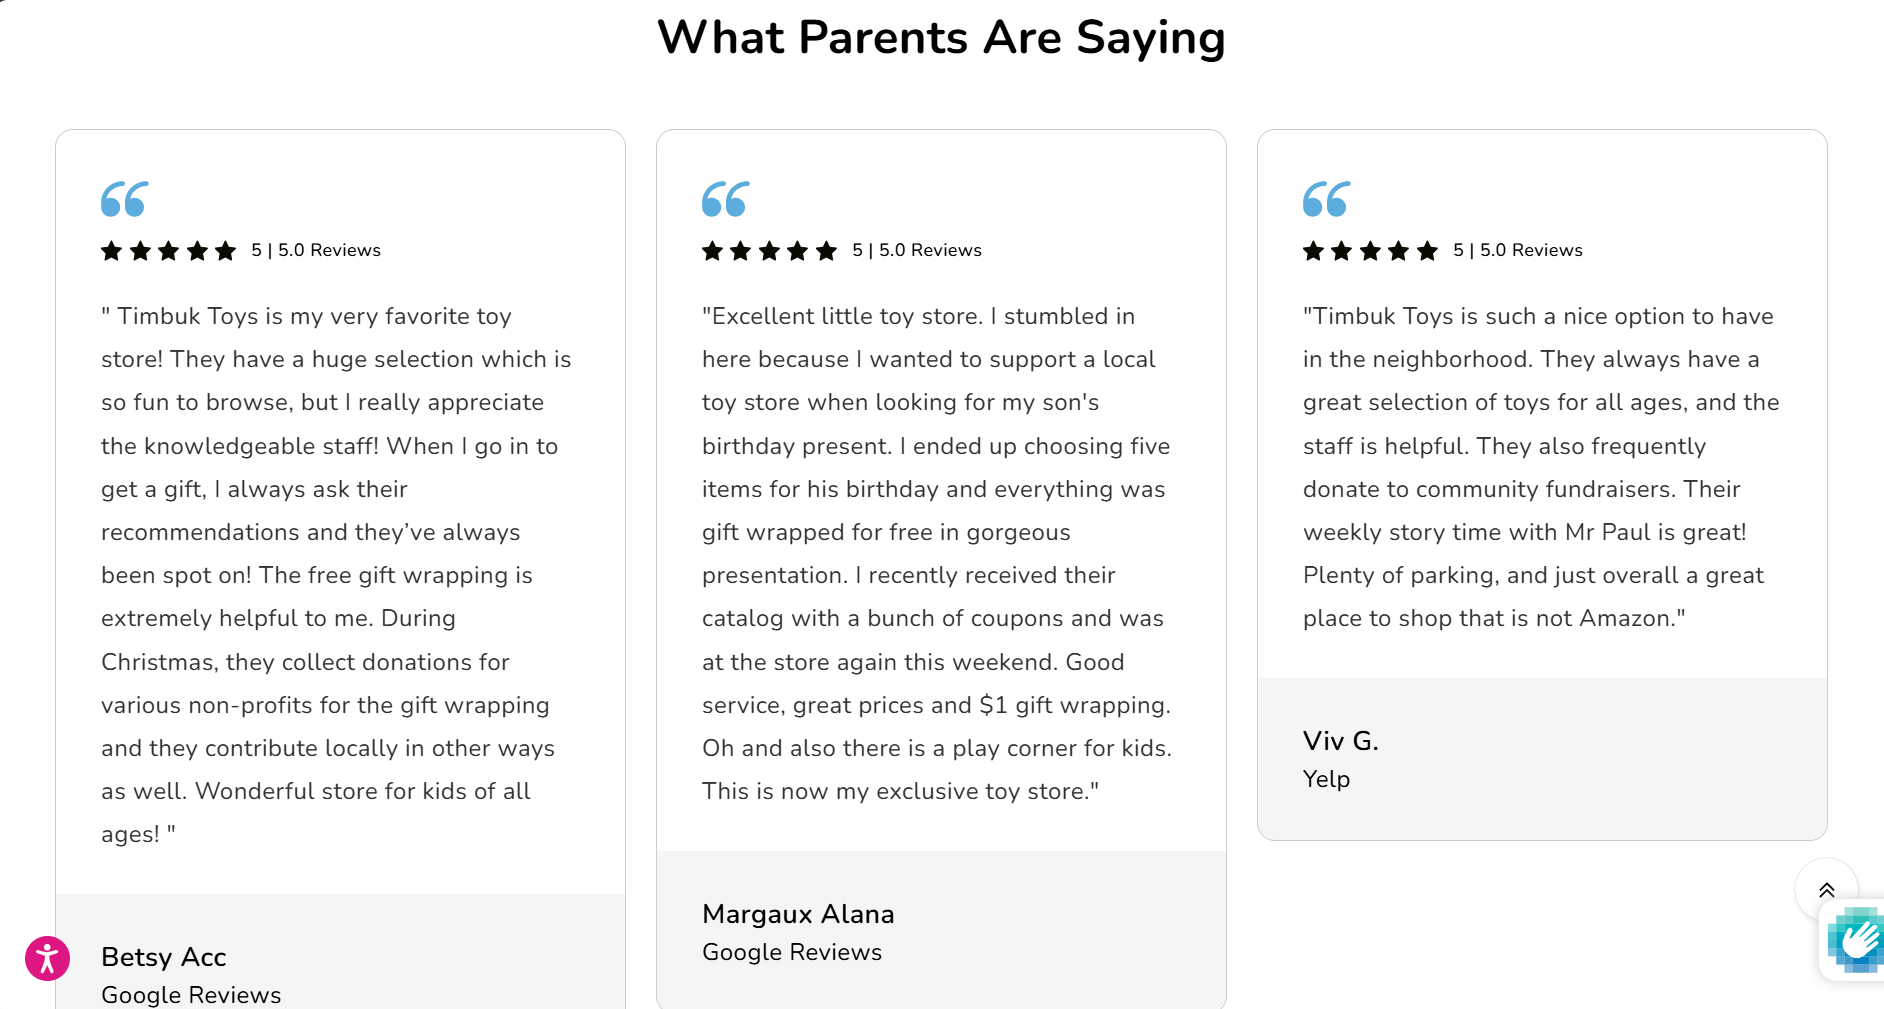 What Parents Are Saying
5 | 5.0 Reviews
" Timbuk Toys is my very favorite toy
store! They have a huge selection which is
so fun to browse, but I really appreciate
the knowledgeable staff! When I go in to
get a gift, I always ask their
recommendations and they’ve always
been spot on! The free gift wrapping is
extremely helpful to me. During
Christmas, they collect donations for
various non-profits for the gift wrapping
and they contribute locally in other ways
as well. Wonderful store for kids of all
ages! "
Betsy Acc
Google Reviews
5 | 5.0 Reviews
"Excellent little toy store. I stumbled in
here because I wanted to support a local
toy store when looking for my son's
birthday present. I ended up choosing five
items for his birthday and everything was
gift wrapped for free in gorgeous
presentation. I recently received their
catalog with a bunch of coupons and was
at the store again this weekend. Good
service, great prices and $1 gift wrapping.
Oh and also there is a play corner for kids.
This is now my exclusive toy store."
Margaux Alana
Google Reviews
5 | 5.0 Reviews
"Timbuk Toys is such a nice option to have
in the neighborhood. They always have a
great selection of toys for all ages, and the
staff is helpful. They also frequently
donate to community fundraisers. Their
weekly story time with Mr Paul is great!
Plenty of parking, and just overall a great
place to shop that is not Amazon."
Viv G.
Yelp